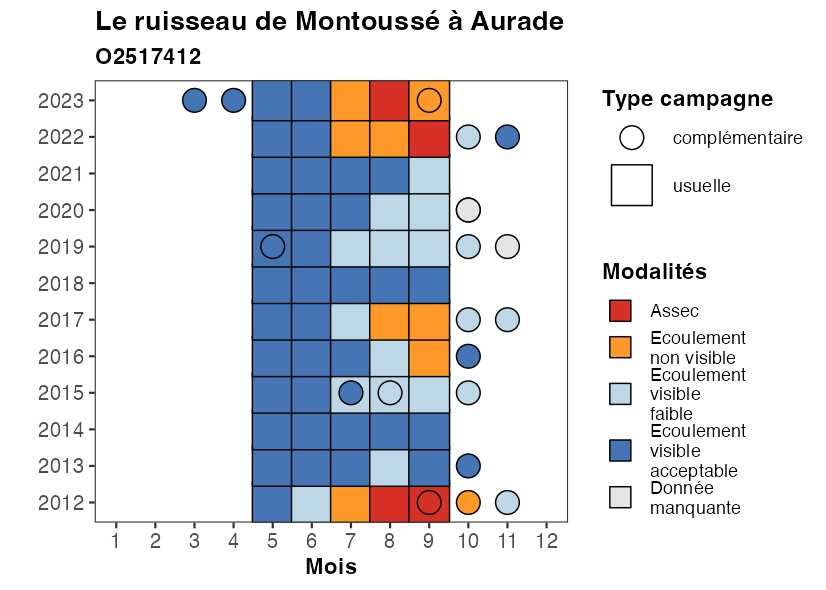 Le ruisseau de Montoussé à Aurade
O2517412
2023
2022
2021
2020
2019
2018
2017
2016
2015
2014
2013
2012
1 2 3 4 5 6 7 8 9 10 11 12
Mois
Type campagne
complémentaire
usuelle
Modalités
Assec
Ecoulement
non visible
Ecoulement
visible
faible
Ecoulement
visible
acceptable
Donnée
manquante